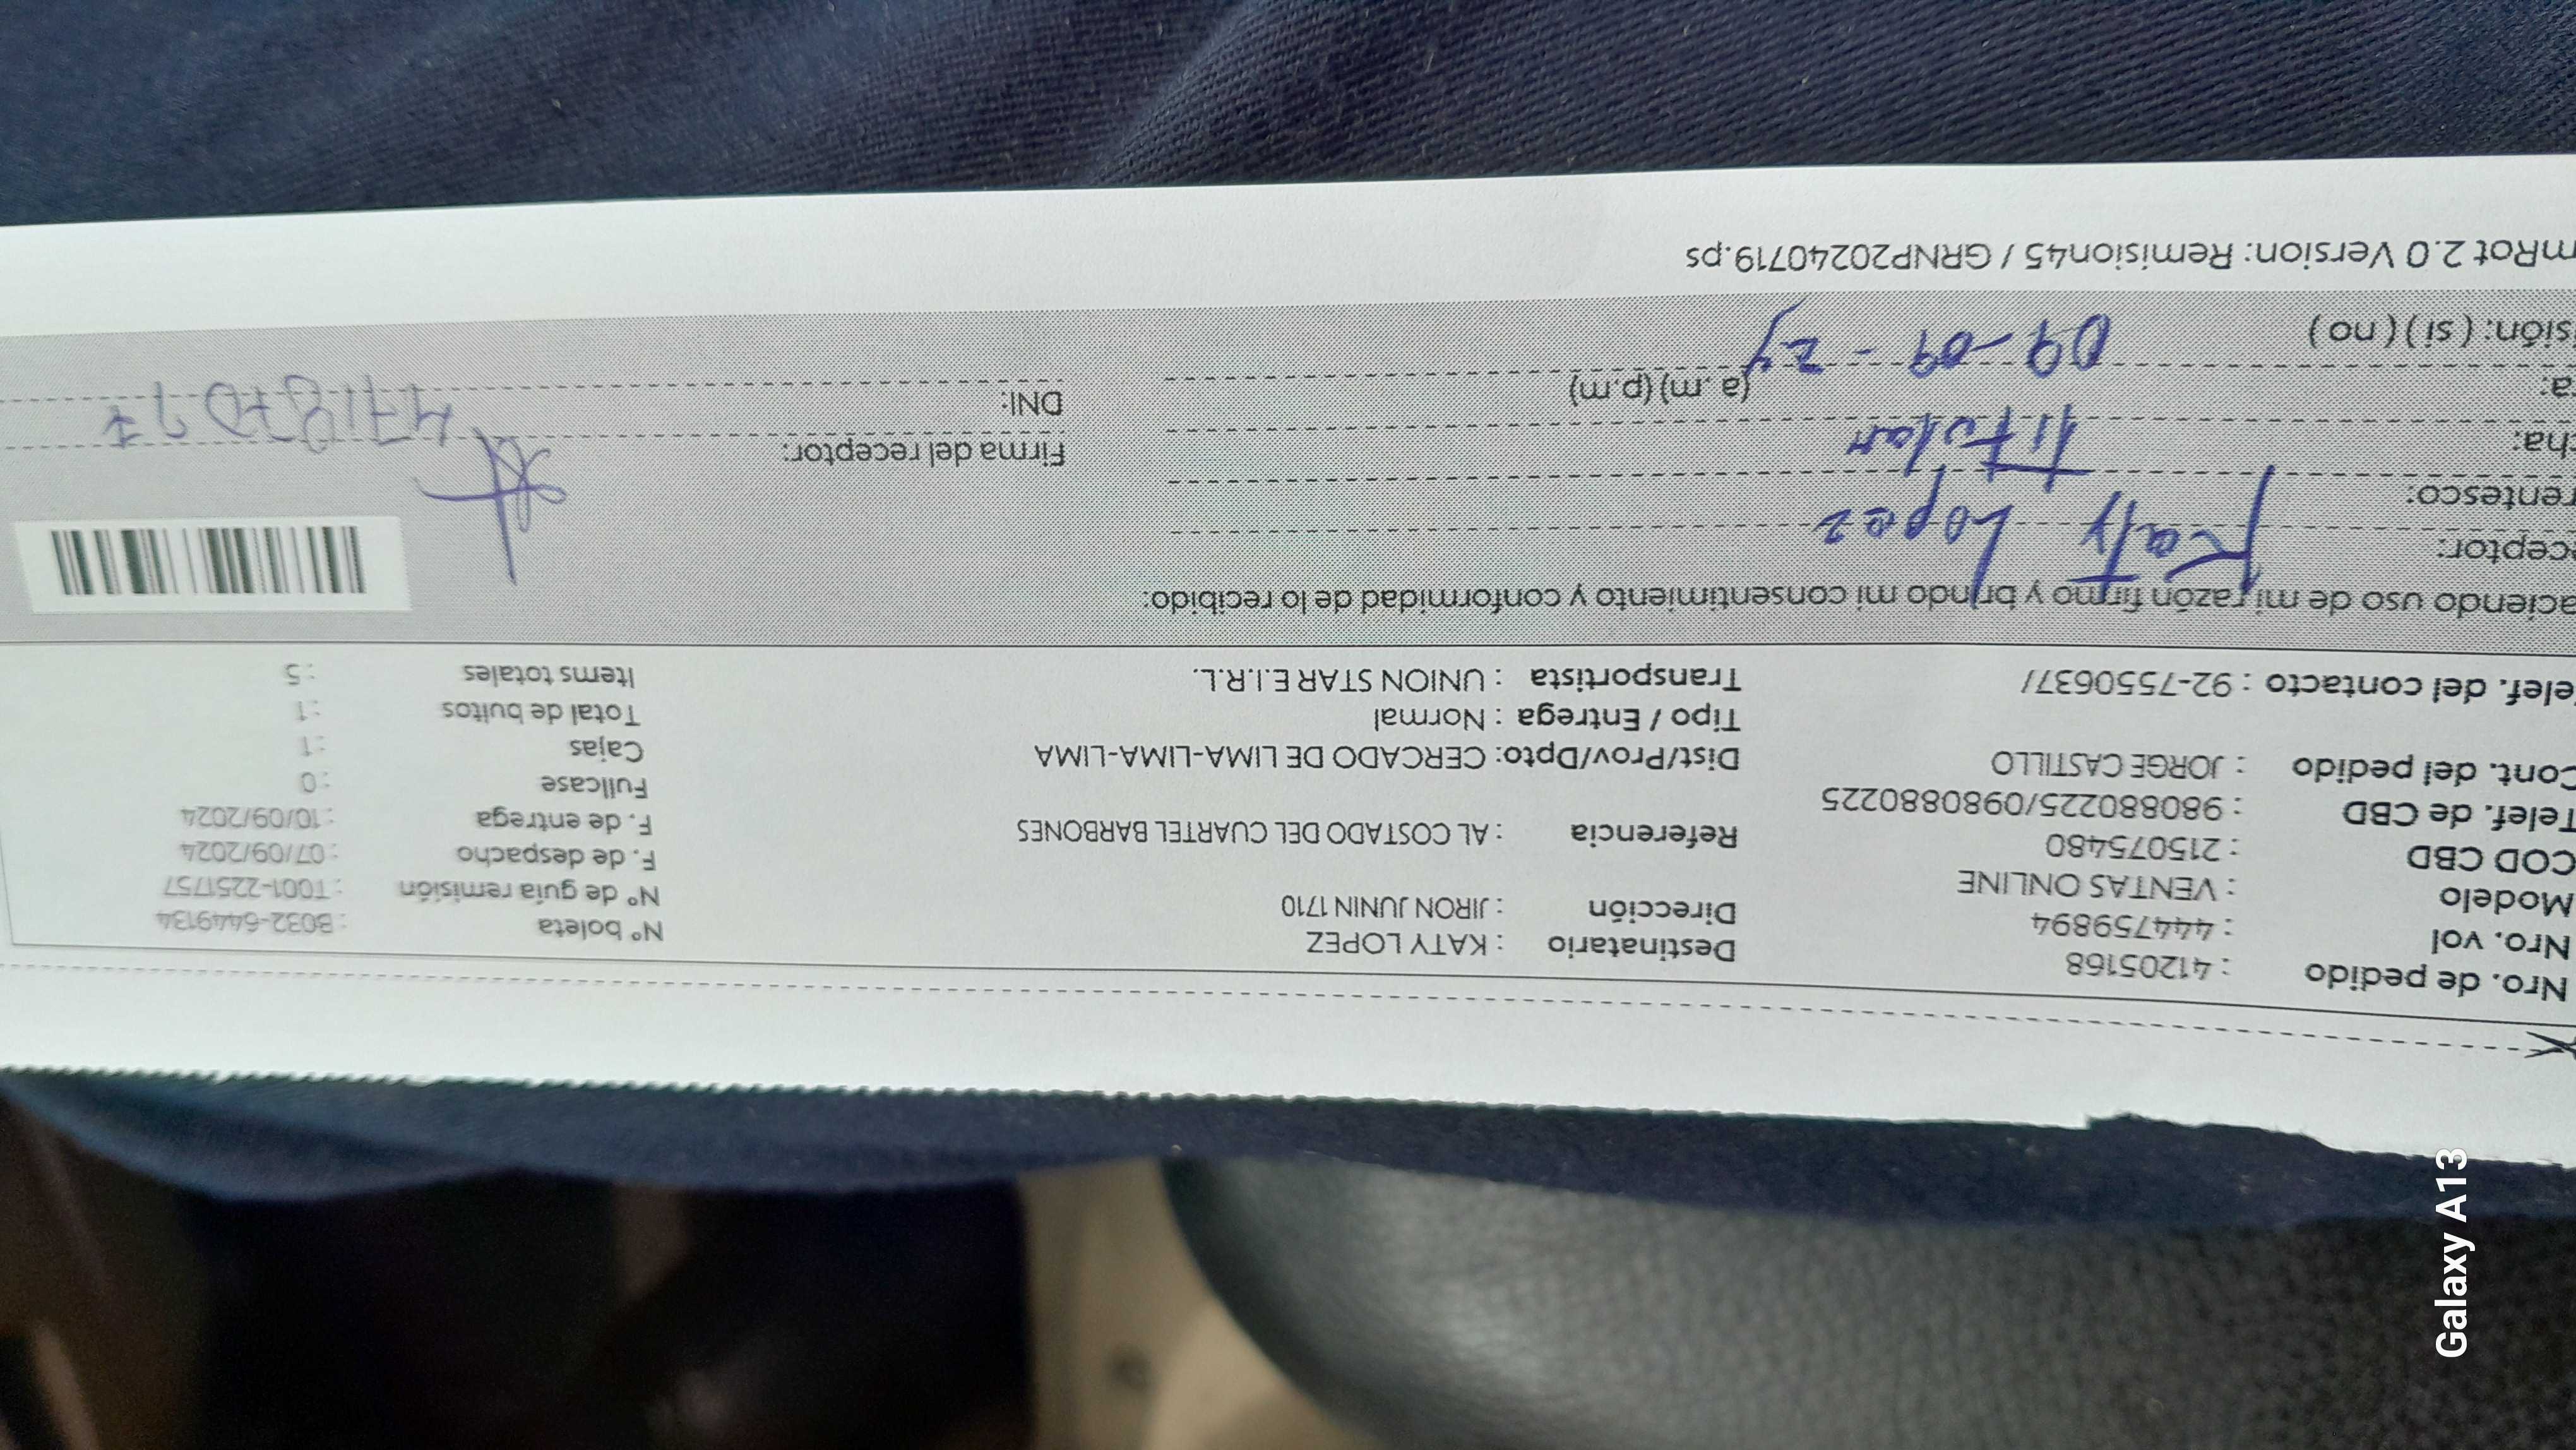 Nro. de pedido : 41205168
Nro. vol : 444759894
Modelo : VENTAS ONLINE
COD CBD : 215075480
Telef. de CBD : 980880225/0980880225
Cont. del pedido : JORGE CASTILLO
elef. del contacto : 92-7550637/
Destinatario : KATY LOPEZ
Dirección : JIRON JUNIN 1710
Referencia : AL COSTADO DEL CUARTEL BARBONES
Dist/Prov/Dpto: CERCADO DE LIMA-LIMA-LIMA
Tipo / Entrega : Normal
Transportista : UNION STAR E.I.R.L.
N° boleta : B032-6449134
N° de guía remisión : T001-2251757
F. de despacho : 07/09/2024
F. de entrega : 10/09/2024
Fullcase : 0
Cajas : 1
Total de bultos : 1
Items totales : 5
aciendo uso de mi razón firmo y brindo mi consentimiento y conformidad de lo recibido:
ceptor: Katy Lopez
rentesco: titular
cha: 09-09-24
a: (a.m) (p.m)
sión: ( si ) ( no )
Firma del receptor:
DNI:
mRot 2.0 Version: Remision45 / GRNP20240719.ps
Galaxy A13